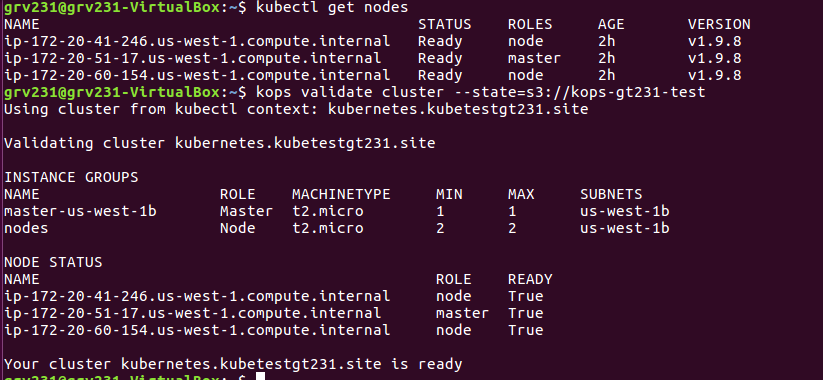 grv231@grv231-VirtualBox:~$ kubectl get nodes
NAME STATUS ROLES AGE VERSION
ip-172-20-41-246.us-west-1.compute.internal Ready node 2h v1.9.8
ip-172-20-51-17.us-west-1.compute.internal Ready master 2h v1.9.8
ip-172-20-60-154.us-west-1.compute.internal Ready node 2h v1.9.8
grv231@grv231-VirtualBox:~$ kops validate cluster --state=s3://kops-gt231-test
Using cluster from kubectl context: kubernetes.kubetestgt231.site
Validating cluster kubernetes.kubetestgt231.site
INSTANCE GROUPS
NAME ROLE MACHINETYPE MIN MAX SUBNETS
master-us-west-1b Master t2.micro 1 1 us-west-1b
nodes Node t2.micro 2 2 us-west-1b
NODE STATUS
NAME ROLE READY
ip-172-20-41-246.us-west-1.compute.internal node True
ip-172-20-51-17.us-west-1.compute.internal master True
ip-172-20-60-154.us-west-1.compute.internal node True
Your cluster kubernetes.kubetestgt231.site is ready
grv231@grv231-VirtualBox:~$